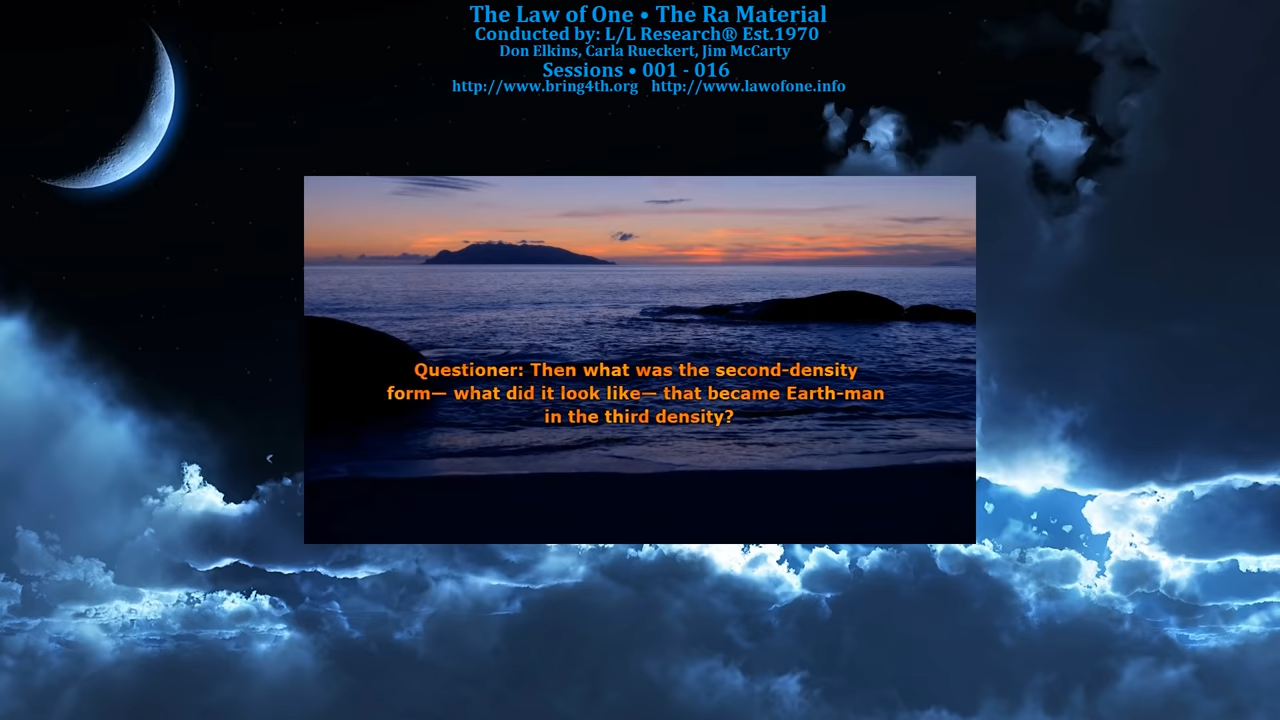 The Law of One • The Ra Material
Conducted by: L/L Research® Est.1970
Don Elkins, Carla Rueckert, Jim McCarty
Sessions • 001 - 016
http://www.bring4th.org http://www.lawofone.info
Questioner: Then what was the second-density
form— what did it look like— that became Earth-man
in the third density?